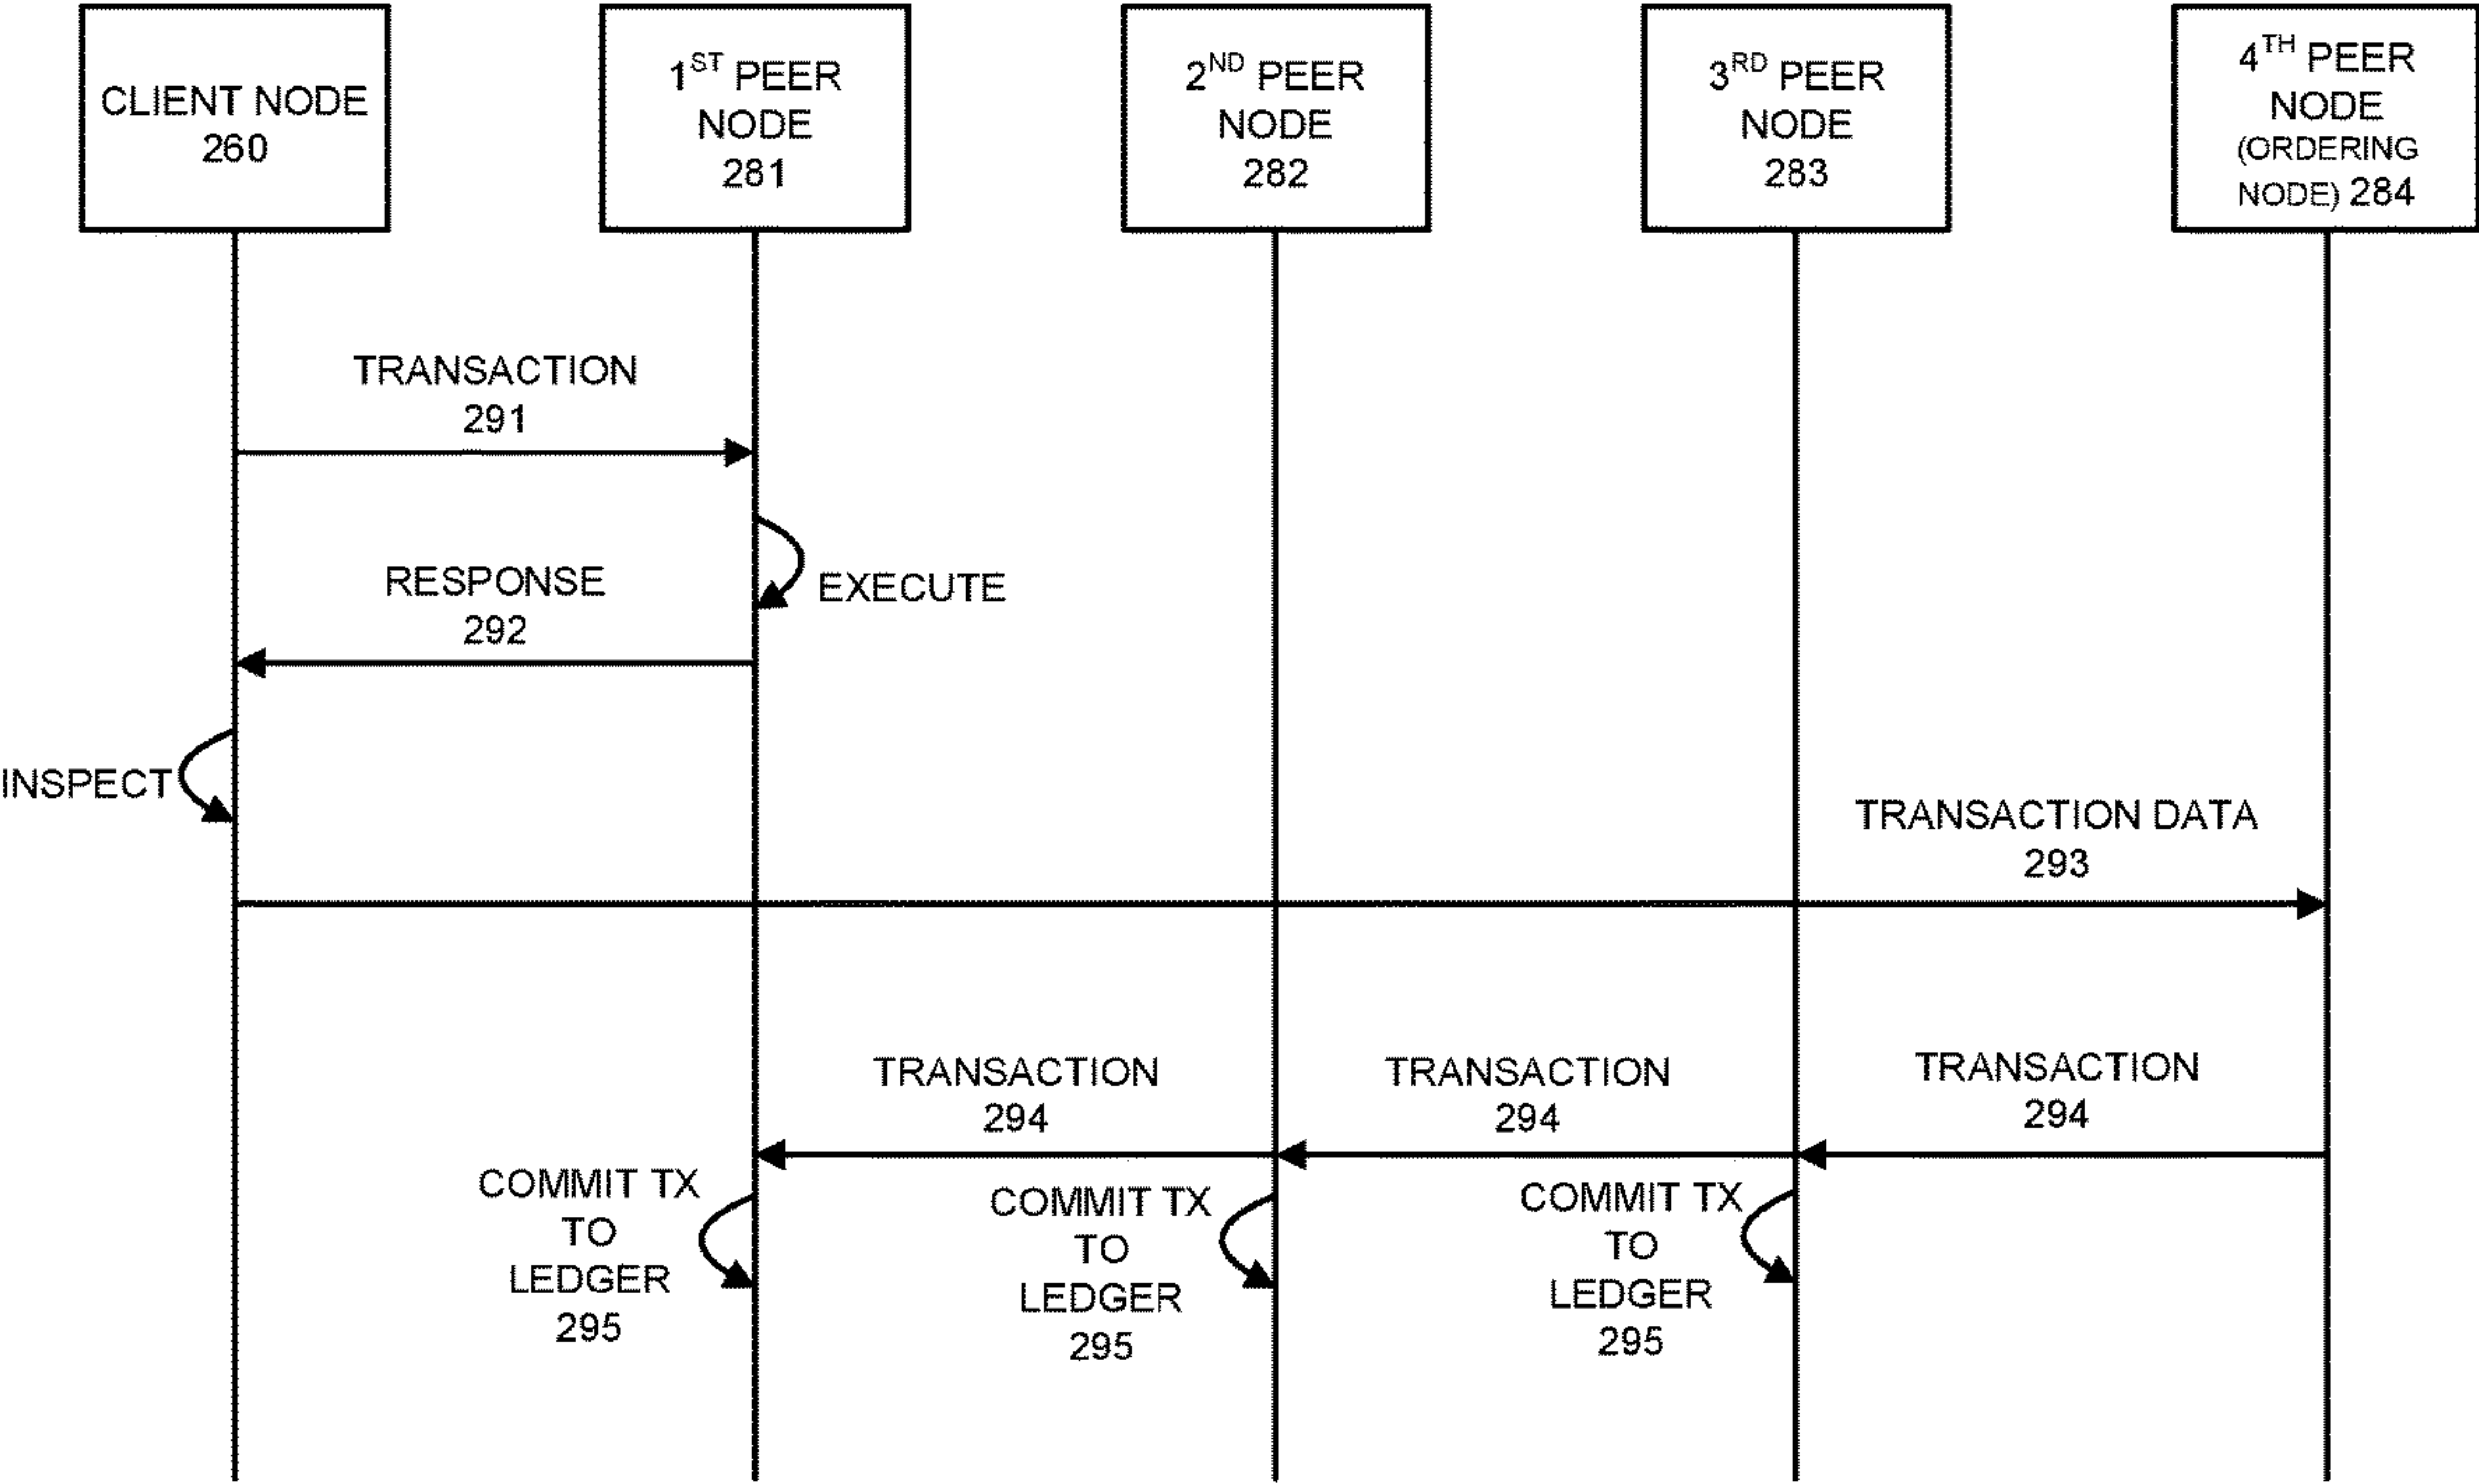 CLIENT NODE
260
1ST PEER
NODE
281
2ND PEER
NODE
282
3RD PEER
NODE
283
4TH PEER
NODE
(ORDERING
NODE) 284
TRANSACTION
291
EXECUTE
RESPONSE
292
INSPECT
TRANSACTION DATA
293
TRANSACTION
294
TRANSACTION
294
TRANSACTION
294
COMMIT TX
TO
LEDGER
295
COMMIT TX
TO
LEDGER
295
COMMIT TX
TO
LEDGER
295